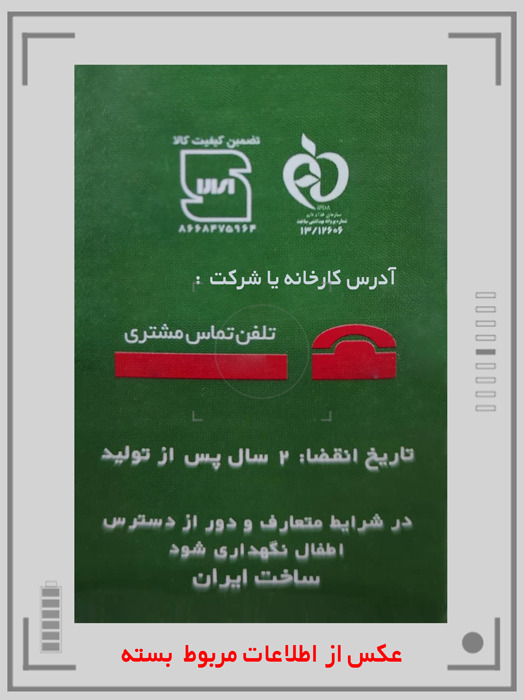 تضمین کیفیت کالا
۸۶۶۸۴۷۵۹۶۴
IFDA
سازمان غذا و دارو
شماره پروانه بهداشتی ساخت
۱۳/۱۲۶۰۶
آدرس کارخانه یا شرکت :
تلفن تماس مشتری
تاریخ انقضا: ۲ سال پس از تولید
در شرایط متعارف و دور از دسترس
اطفال نگهداری شود
ساخت ایران
عکس از اطلاعات مربوط بسته